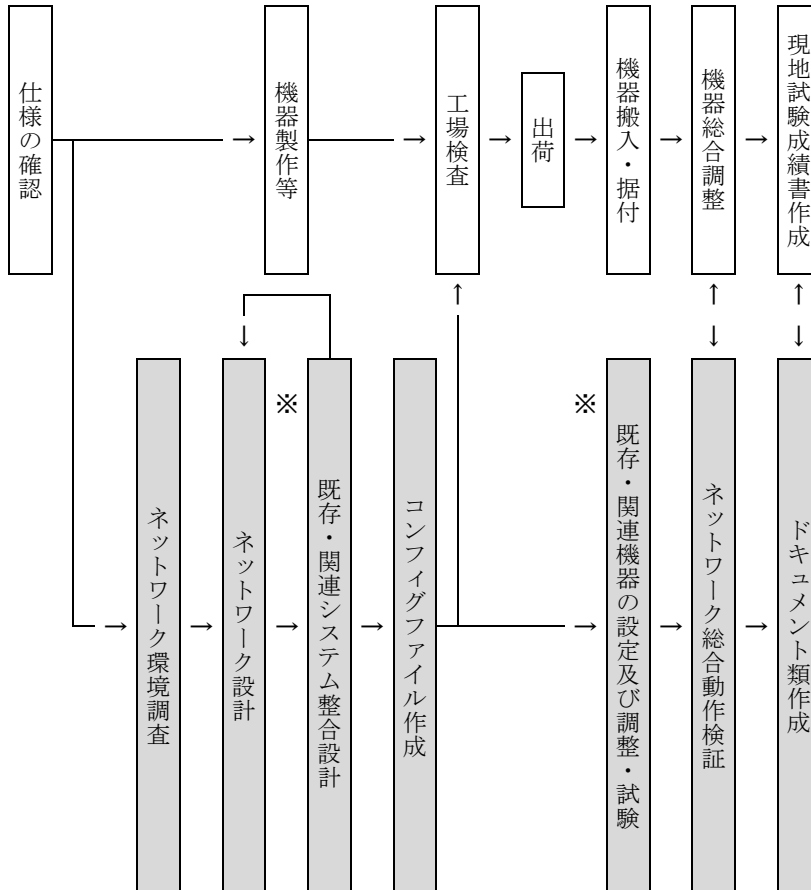 仕様の確認
→
機器製作等
→
工場検査
→
出荷
→
機器搬入・据付
→
機器総合調整
→
現地試験成績書作成
↓
↑
↑
↓
↑
↓
※
※
→
ネットワーク環境調査
→
ネットワーク設計
→
既存・関連システム整合設計
→
コンフィグファイル作成
→
既存・関連機器の設定及び調整・試験
→
ネットワーク総合動作検証
→
ドキュメント類作成